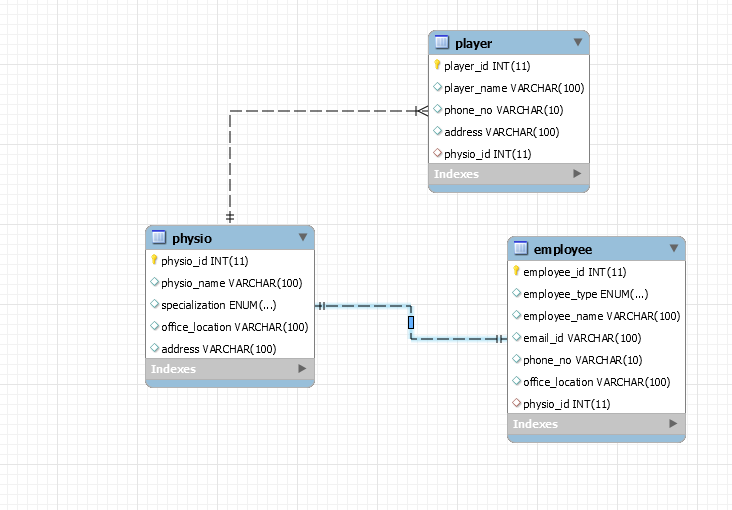 player
player_id INT(11)
player_name VARCHAR(100)
phone_no VARCHAR(10)
address VARCHAR(100)
physio_id INT(11)
Indexes
physio
physio_id INT(11)
physio_name VARCHAR(100)
specialization ENUM(...)
office_location VARCHAR(100)
address VARCHAR(100)
Indexes
employee
employee_id INT(11)
employee_type ENUM(...)
employee_name VARCHAR(100)
email_id VARCHAR(100)
phone_no VARCHAR(10)
office_location VARCHAR(100)
physio_id INT(11)
Indexes